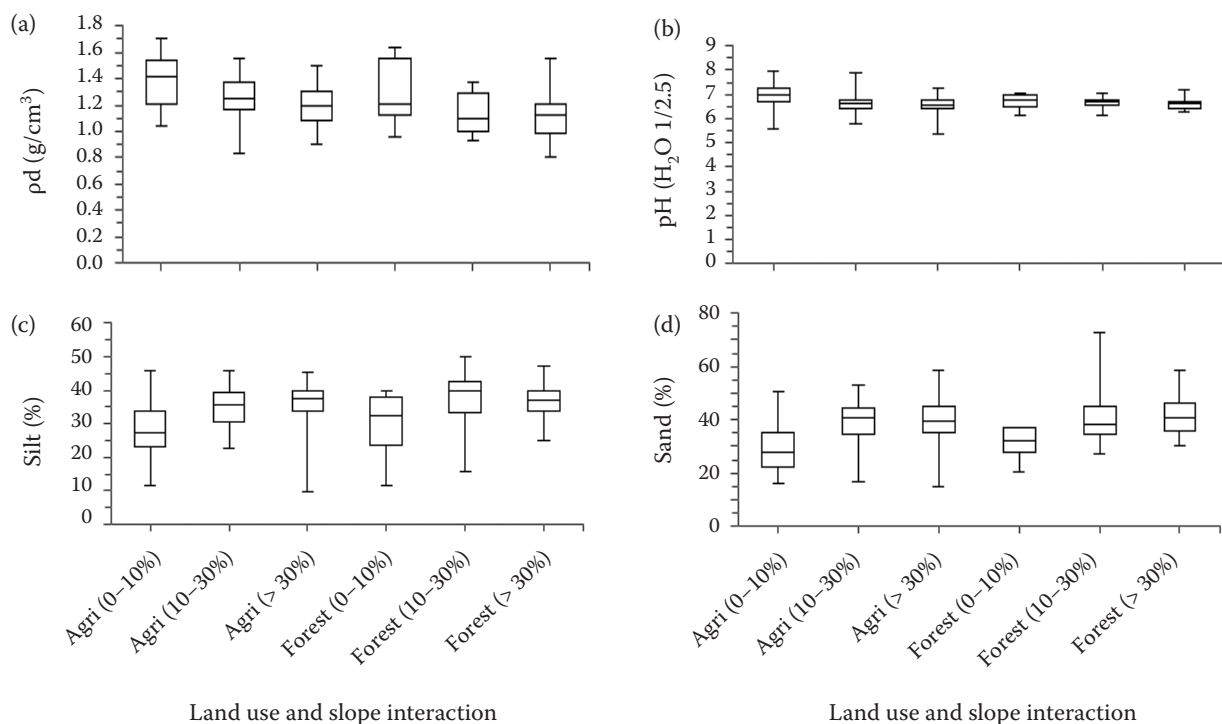 (a)
ρd (g/cm³)
1.8
1.6
1.4
1.2
1.0
0.8
0.6
0.4
0.2
0.0
(b)
pH (H₂O 1/2.5)
9
8
7
6
5
4
3
2
1
0
(c)
Silt (%)
60
50
40
30
20
10
0
Agri (0–10%)
Agri (10–30%)
Agri (> 30%)
Forest (0–10%)
Forest (10–30%)
Forest (> 30%)
Land use and slope interaction
(d)
Sand (%)
80
60
40
20
0
Agri (0–10%)
Agri (10–30%)
Agri (> 30%)
Forest (0–10%)
Forest (10–30%)
Forest (> 30%)
Land use and slope interaction